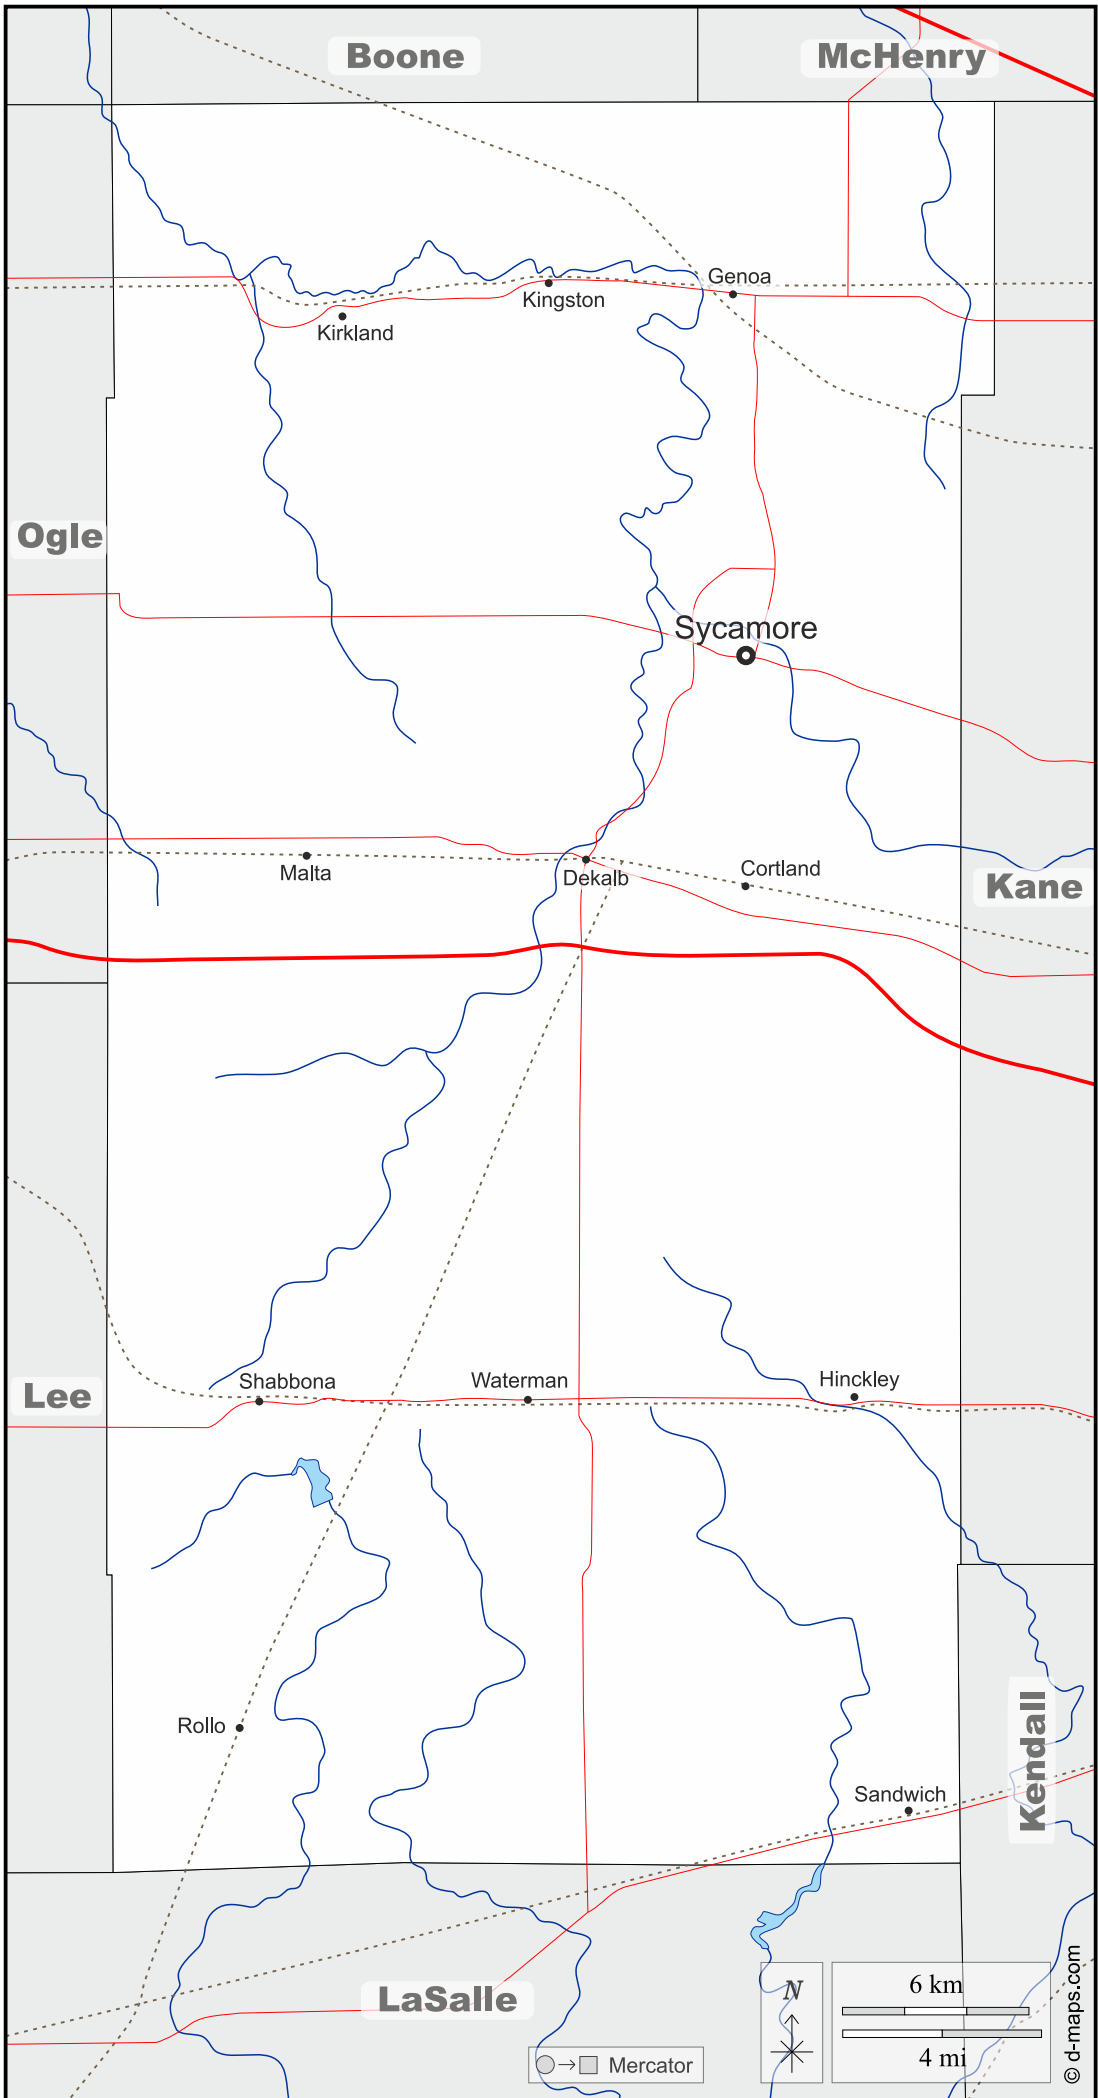 Boone
McHenry
Genoa
Kingston
Kirkland
Ogle
Sycamore
Malta
Dekalb
Cortland
Kane
Shabbona
Waterman
Hinckley
Lee
Rollo
Kendall
Sandwich
LaSalle
N
6 km
4 mi
Mercator
© d-maps.com